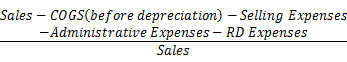 Sales − COGS(before depreciation) − Selling Expenses
−Administrative Expenses − RD Expenses
Sales